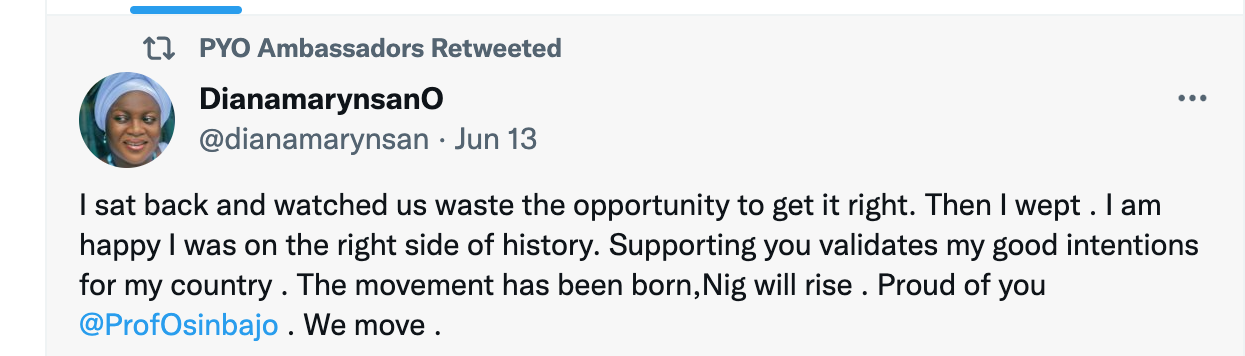 PYO Ambassadors Retweeted
DianamarynsanO
@dianamarynsan · Jun 13
I sat back and watched us waste the opportunity to get it right. Then I wept . I am
happy I was on the right side of history. Supporting you validates my good intentions
for my country . The movement has been born,Nig will rise . Proud of you
@ProfOsinbajo . We move .